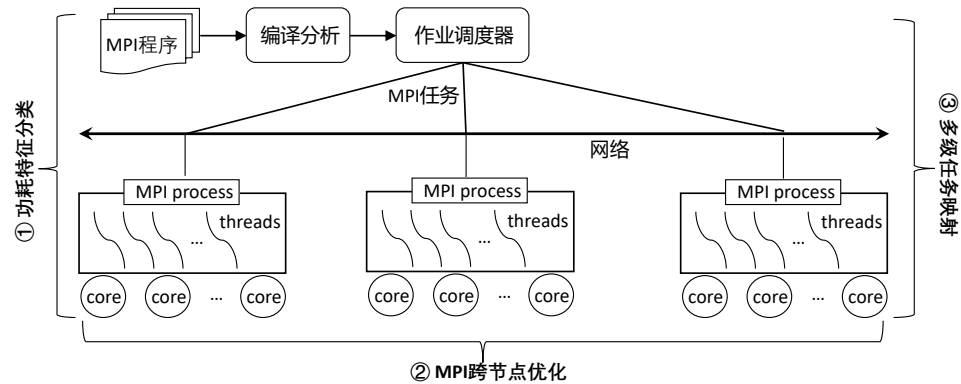 MPI程序
编译分析
作业调度器
MPI任务
网络
① 功耗特征分类
③ 多级任务映射
MPI process
MPI process
MPI process
threads
threads
threads
...
...
...
core core ... core
core core ... core
core core ... core
② MPI跨节点优化